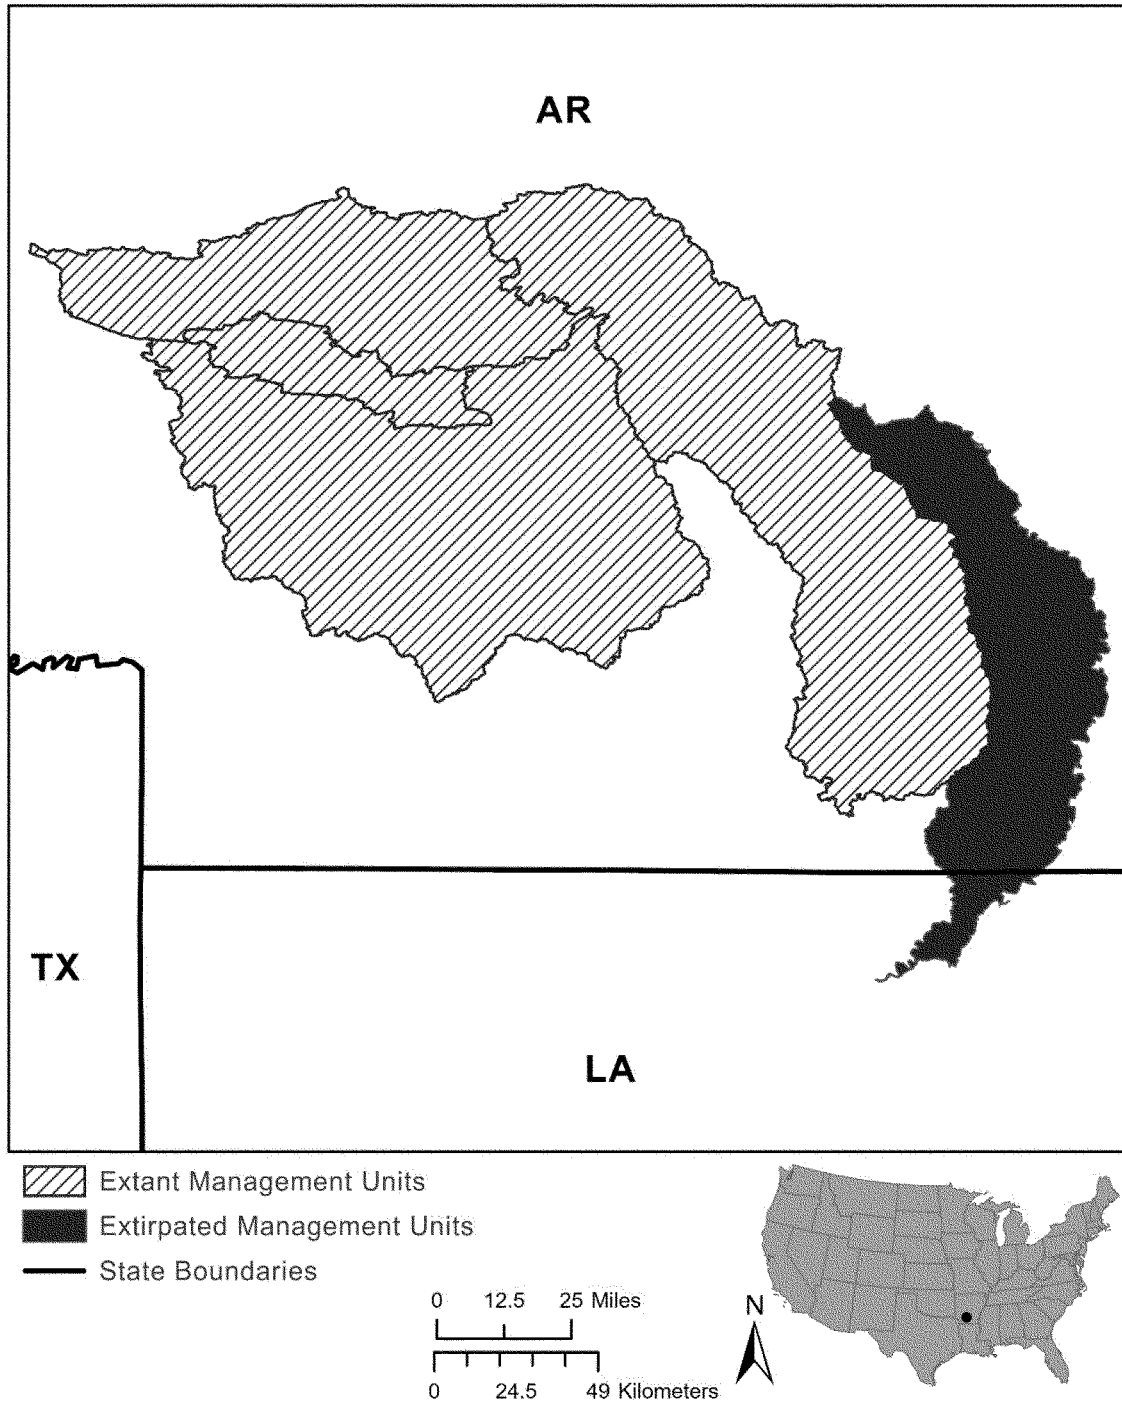 AR
TX
LA
Extant Management Units
Extirpated Management Units
State Boundaries
0 12.5 25 Miles
0 24.5 49 Kilometers
N